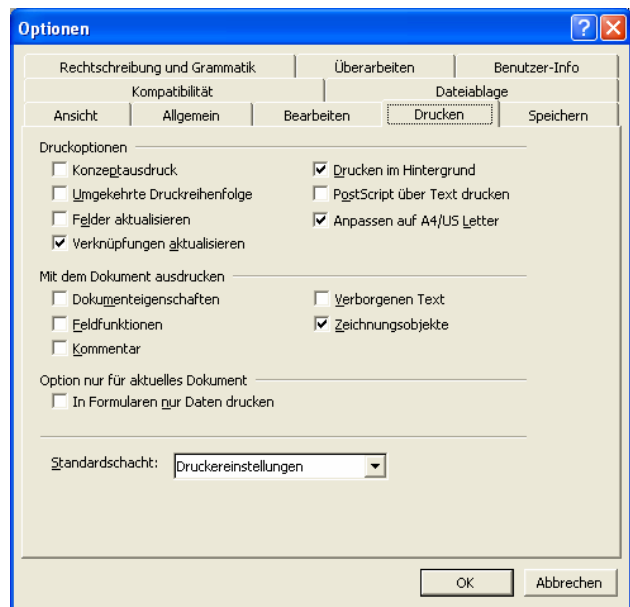 Optionen
Rechtschreibung und Grammatik Überarbeiten Benutzer-Info
Kompatibilität Dateiablage
Ansicht Allgemein Bearbeiten Drucken Speichern
Druckoptionen
Konzeptausdruck Drucken im Hintergrund
Umgekehrte Druckreihenfolge PostScript über Text drucken
Felder aktualisieren Anpassen auf A4/US Letter
Verknüpfungen aktualisieren
Mit dem Dokument ausdrucken
Dokumenteigenschaften Verborgenen Text
Feldfunktionen Zeichnungsobjekte
Kommentar
Option nur für aktuelles Dokument
In Formularen nur Daten drucken
Standardschacht: Druckereinstellungen
OK Abbrechen